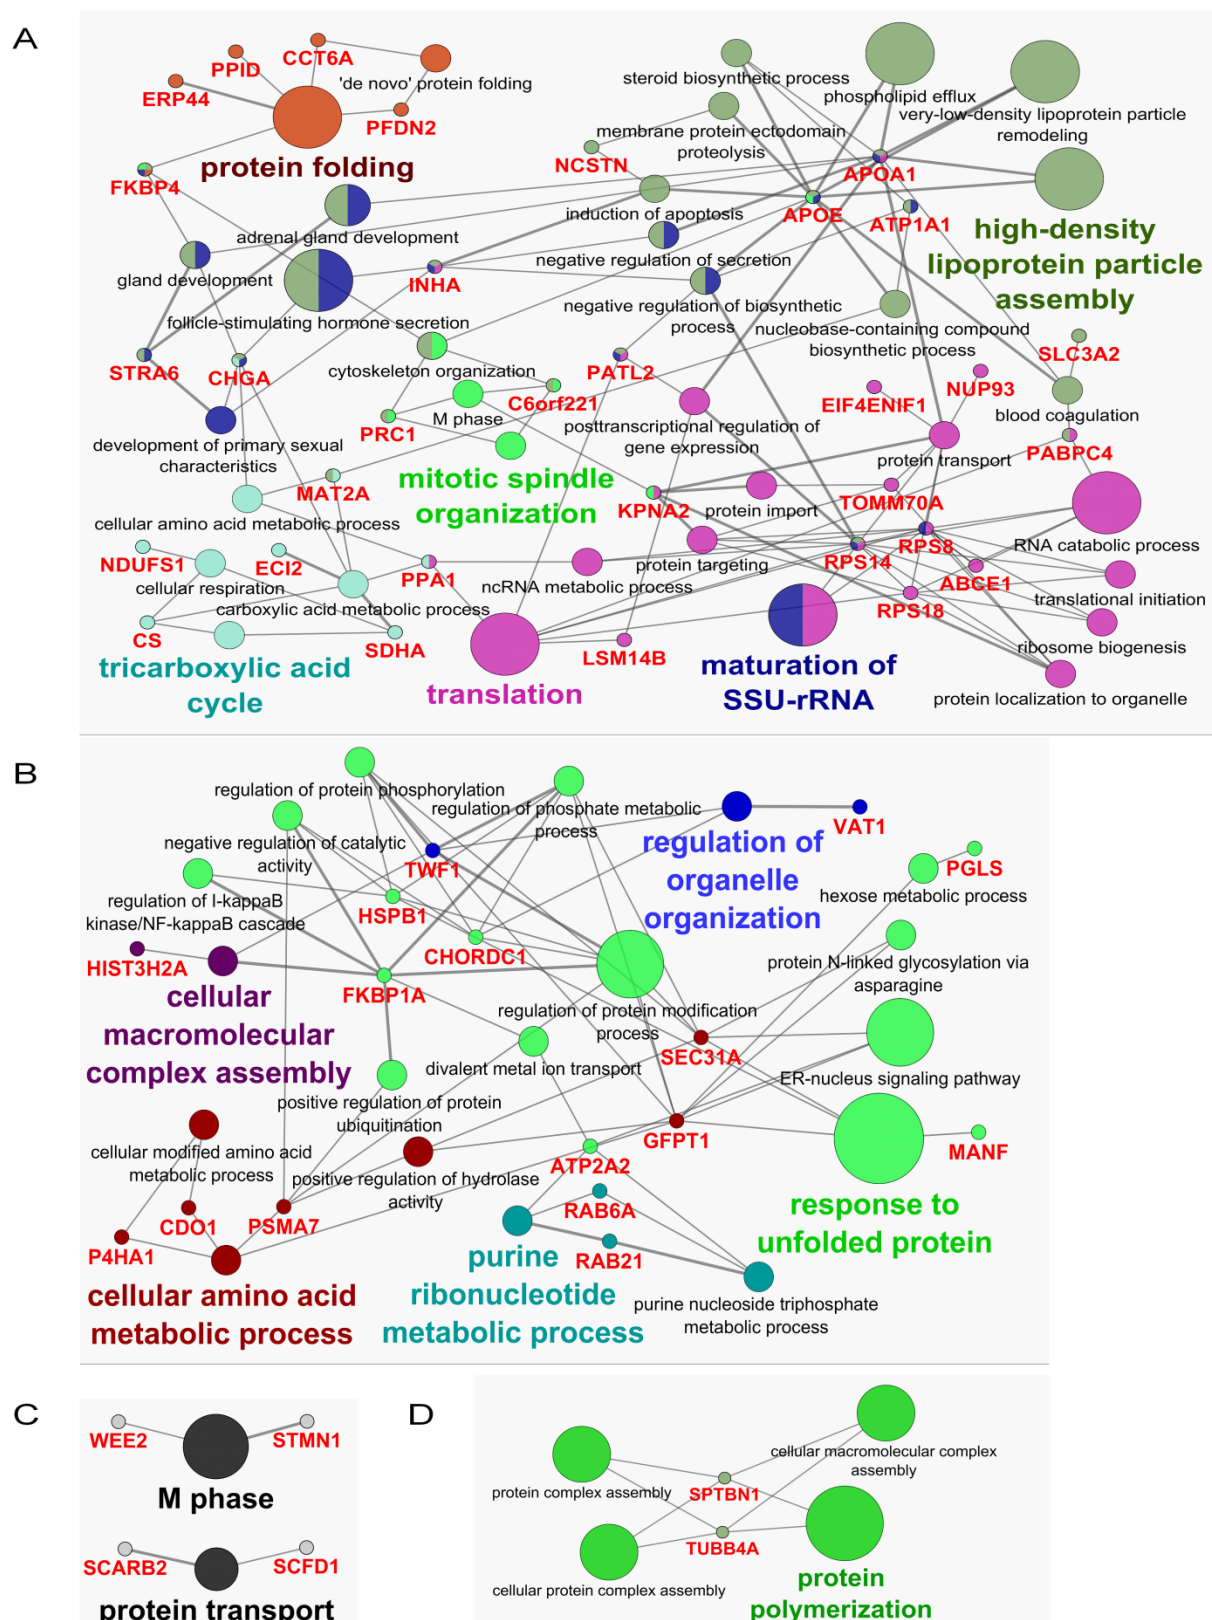 A
CCT6A
PPID
'de novo' protein folding
ERP44
PFDN2
protein folding
FKBP4
steroid biosynthetic process
phospholipid efflux
very-low-density lipoprotein particle
remodeling
membrane protein ectodomain
proteolysis
NCSTN
APOA1
induction of apoptosis
APOE
ATP1A1
high-density
lipoprotein particle
assembly
adrenal gland development
gland development
INHA
negative regulation of secretion
follicle-stimulating hormone secretion
negative regulation of biosynthetic
process
nucleobase-containing compound
biosynthetic process
STRA6
CHGA
cytoskeleton organization
PATL2
SLC3A2
NUP93
EIF4ENIF1
C6orf221
M phase
PRC1
blood coagulation
posttranscriptional regulation of
gene expression
development of primary sexual
characteristics
PABPC4
protein transport
mitotic spindle
organization
MAT2A
KPNA2
protein import
TOMM70A
cellular amino acid metabolic process
RPS8
RNA catabolic process
NDUFS1
ECI2
RPS14
protein targeting
cellular respiration
PPA1
ncRNA metabolic process
ABCE1
carboxylic acid metabolic process
RPS18
translational initiation
CS
SDHA
LSM14B
ribosome biogenesis
tricarboxylic acid
cycle
translation
maturation of
SSU-rRNA
protein localization to organelle
B
regulation of protein phosphorylation
regulation of phosphate metabolic
process
VAT1
negative regulation of catalytic
activity
TWF1
regulation of
organelle
organization
PGLS
hexose metabolic process
regulation of I-kappaB
kinase/NF-kappaB cascade
HSPB1
CHORDC1
HIST3H2A
protein N-linked glycosylation via
asparagine
FKBP1A
cellular
macromolecular
complex assembly
regulation of protein modification
process
SEC31A
divalent metal ion transport
ER-nucleus signaling pathway
positive regulation of protein
ubiquitination
GFPT1
MANF
cellular modified amino acid
metabolic process
ATP2A2
positive regulation of hydrolase
activity
RAB6A
response to
unfolded protein
CDO1
PSMA7
P4HA1
RAB21
purine
ribonucleotide
metabolic process
cellular amino acid
metabolic process
purine nucleoside triphosphate
metabolic process
C
WEE2
STMN1
M phase
SCARB2
SCFD1
protein transport
D
cellular macromolecular complex
assembly
protein complex assembly
SPTBN1
TUBB4A
cellular protein complex assembly
protein
polymerization